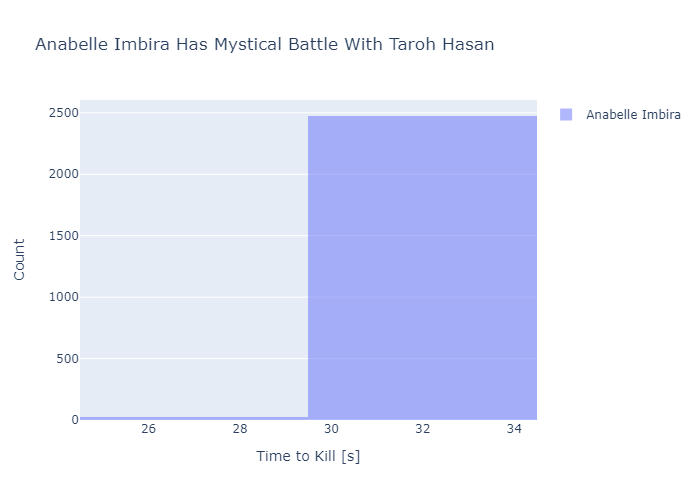 Anabelle Imbira Has Mystical Battle With Taroh Hasan
Anabelle Imbira
2500
2000
1500
1000
500
0
Count
26 28 30 32 34
Time to Kill [s]